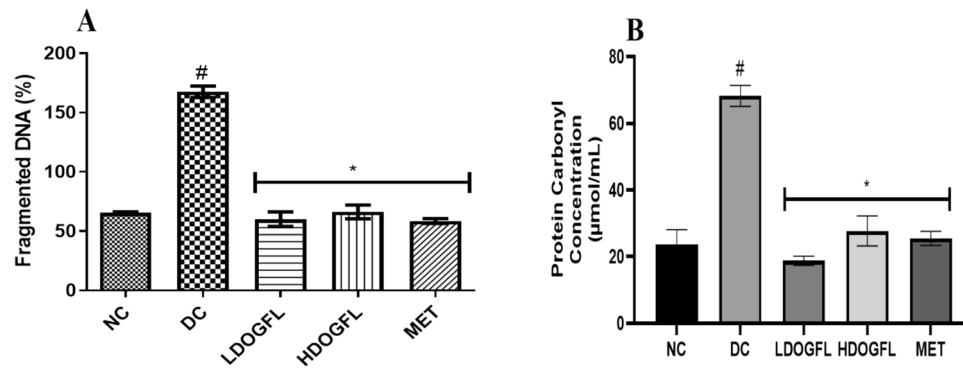 A
Fragmented DNA (%)
200
150
100
50
0
#
*
NC
DC
LDOGFL
HDOGFL
MET
B
Protein Carbonyl
Concentration
(µmol/mL)
80
60
40
20
0
#
*
NC
DC
LDOGFL
HDOGFL
MET